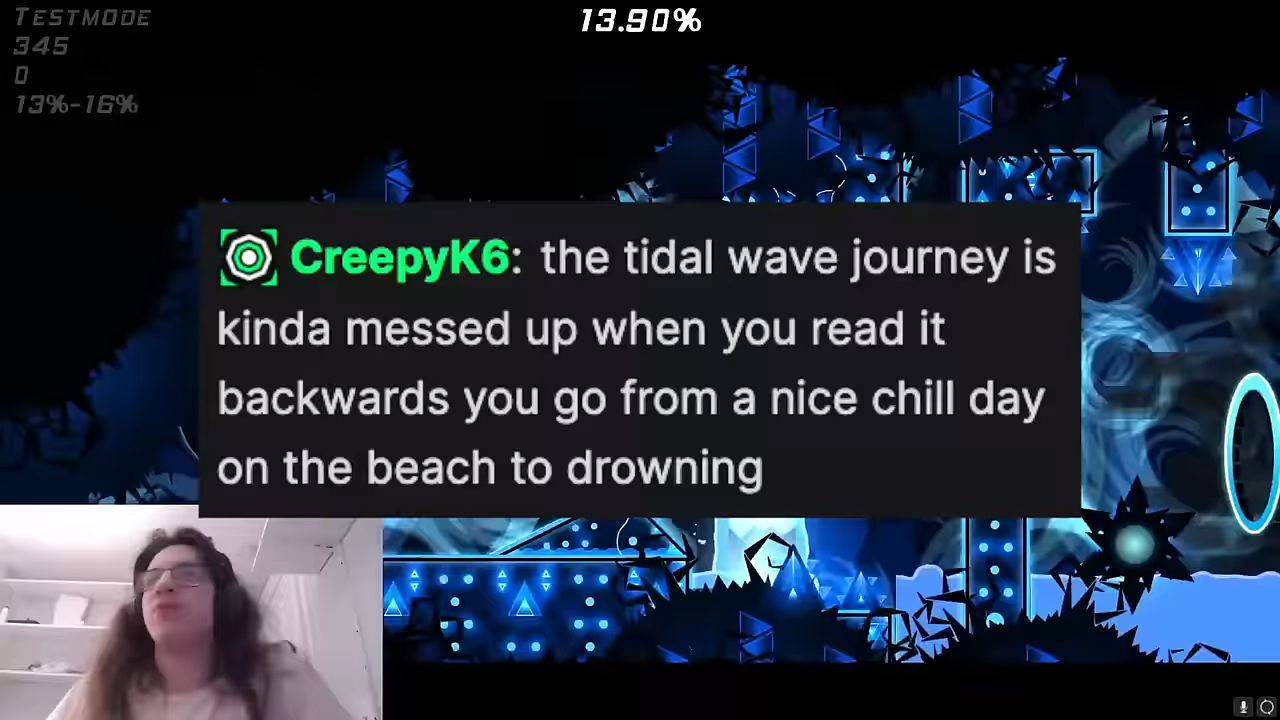 TESTMODE
345
0
13%-16%
13.90%
CreepyK6: the tidal wave journey is
kinda messed up when you read it
backwards you go from a nice chill day
on the beach to drowning